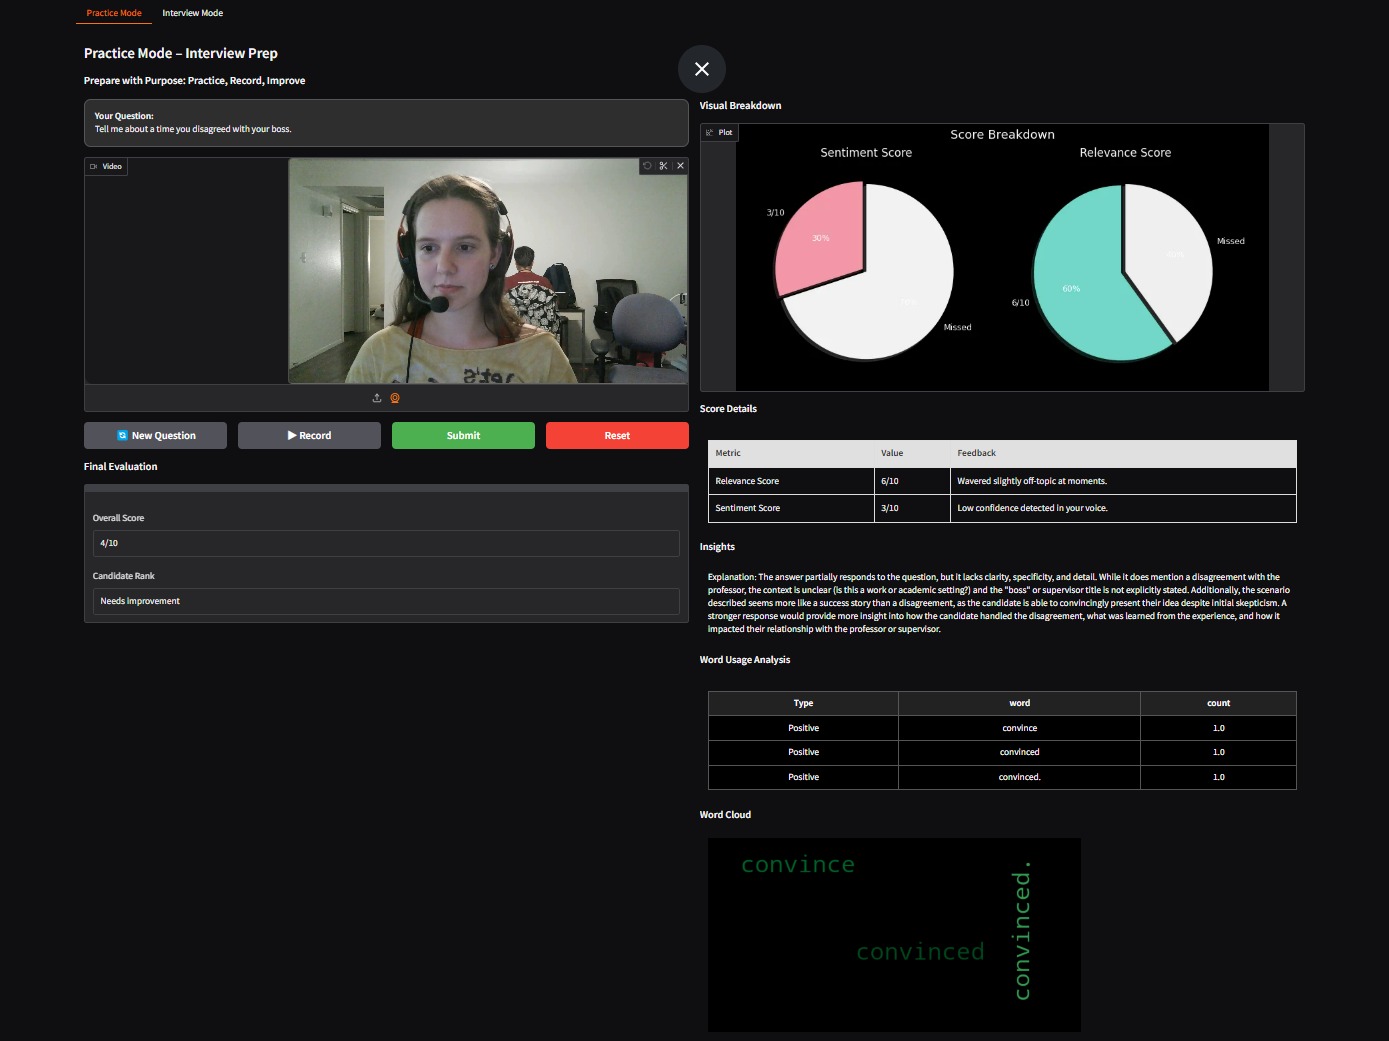 Practice Mode
Interview Mode
Practice Mode – Interview Prep
Prepare with Purpose: Practice, Record, Improve
Your Question:
Tell me about a time you disagreed with your boss.
Video
New Question
Record
Submit
Reset
Final Evaluation
Overall Score
4/10
Candidate Rank
Needs improvement
Visual Breakdown
Plot
Score Breakdown
Sentiment Score
Relevance Score
3/10
30%
70%
Missed
6/10
60%
40%
Missed
Score Details
Metric Value Feedback
Relevance Score 6/10 Wavered slightly off-topic at moments.
Sentiment Score 3/10 Low confidence detected in your voice.
Insights
Explanation: The answer partially responds to the question, but it lacks clarity, specificity, and detail. While it does mention a disagreement with the
professor, the context is unclear (is this a work or academic setting?) and the "boss" or supervisor title is not explicitly stated. Additionally, the scenario
described seems more like a success story than a disagreement, as the candidate is able to convincingly present their idea despite initial skepticism. A
stronger response would provide more insight into how the candidate handled the disagreement, what was learned from the experience, and how it
impacted their relationship with the professor or supervisor.
Word Usage Analysis
Type word count
Positive convince 1.0
Positive convinced 1.0
Positive convinced. 1.0
Word Cloud
convince
convinced
convinced.